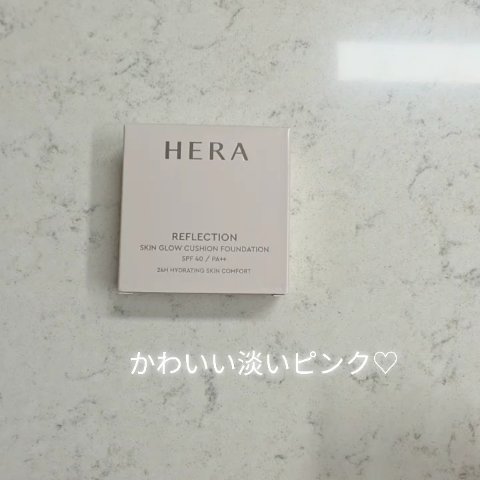 HERA
REFLECTION
SKIN GLOW CUSHION FOUNDATION
SPF 40 / PA++
24H HYDRATING SKIN COMFORT
かわいい淡いピンク♡